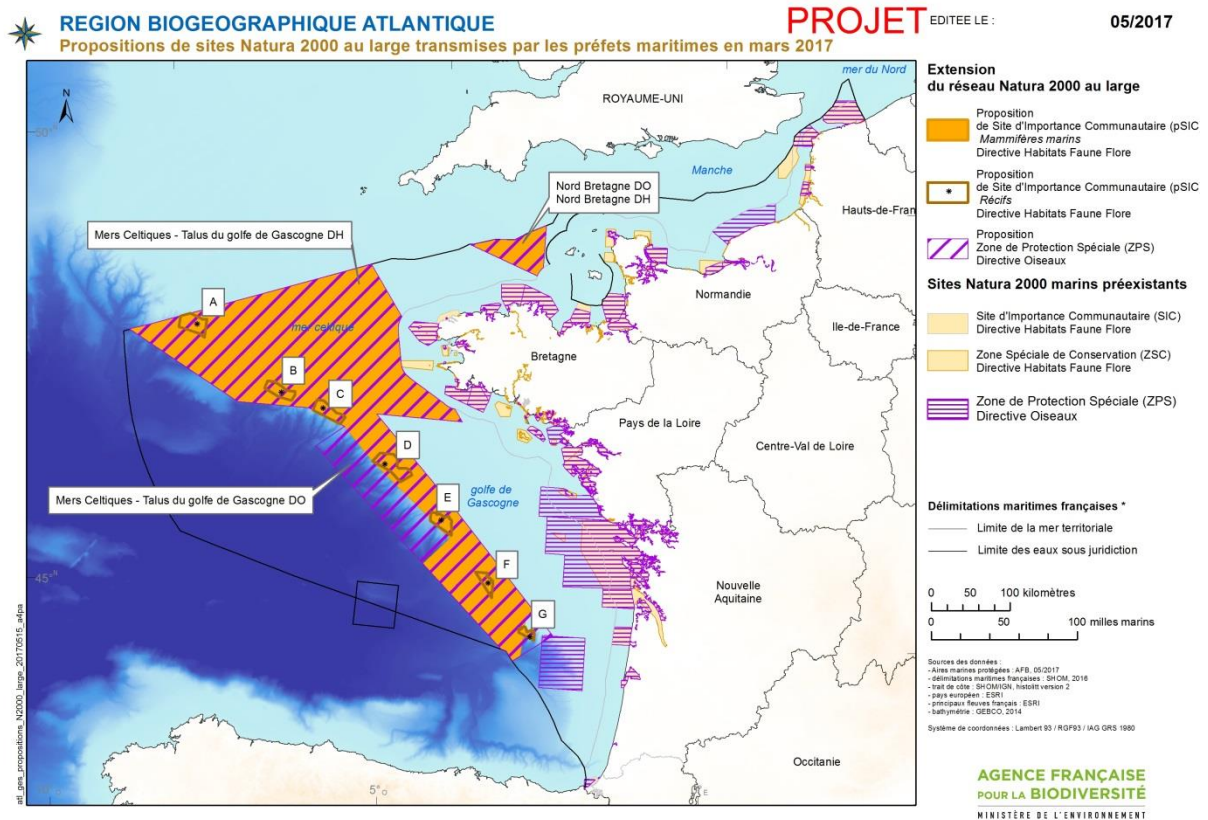 REGION BIOGEOGRAPHIQUE ATLANTIQUE
Propositions de sites Natura 2000 au large transmises par les préfets maritimes en mars 2017
PROJET
EDITEE LE :
05/2017
mer du Nord
N
ROYAUME-UNI
Manche
Nord Bretagne DO
Nord Bretagne DH
Hauts-de-Fran
Mers Celtiques - Talus du golfe de Gascogne DH
Normandie
A
mer celtique
Ile-de-France
Bretagne
B
C
Pays de la Loire
Centre-Val de Loire
D
Mers Celtiques - Talus du golfe de Gascogne DO
golfe de
Gascogne
E
F
45°
Nouvelle
Aquitaine
G
Occitanie
5°
atl_ges_propositions_N2000_large_20170515_a4pa
Extension
du réseau Natura 2000 au large
Proposition
de Site d'Importance Communautaire (pSIC
Mammifères marins
Directive Habitats Faune Flore
Proposition
de Site d'Importance Communautaire (pSIC
Récifs
Directive Habitats Faune Flore
Proposition
Zone de Protection Spéciale (ZPS)
Directive Oiseaux
Sites Natura 2000 marins préexistants
Site d'Importance Communautaire (SIC)
Directive Habitats Faune Flore
Zone Spéciale de Conservation (ZSC)
Directive Habitats Faune Flore
Zone de Protection Spéciale (ZPS)
Directive Oiseaux
Délimitations maritimes françaises *
Limite de la mer territoriale
Limite des eaux sous juridiction
0 50 100 kilomètres
0 50 100 milles marins
Sources des données :
- Aires marines protégées : AFB, 05/2017
- délimitations maritimes françaises : SHOM, 2016
- trait de côte : SHOM/IGN, histolitt version 2
- pays européen : ESRI
- principaux fleuves français : ESRI
- bathymétrie : GEBCO, 2014
Système de coordonnées : Lambert 93 / RGF93 / IAG GRS 1980
AGENCE FRANÇAISE
POUR LA BIODIVERSITÉ
MINISTÈRE DE L'ENVIRONNEMENT